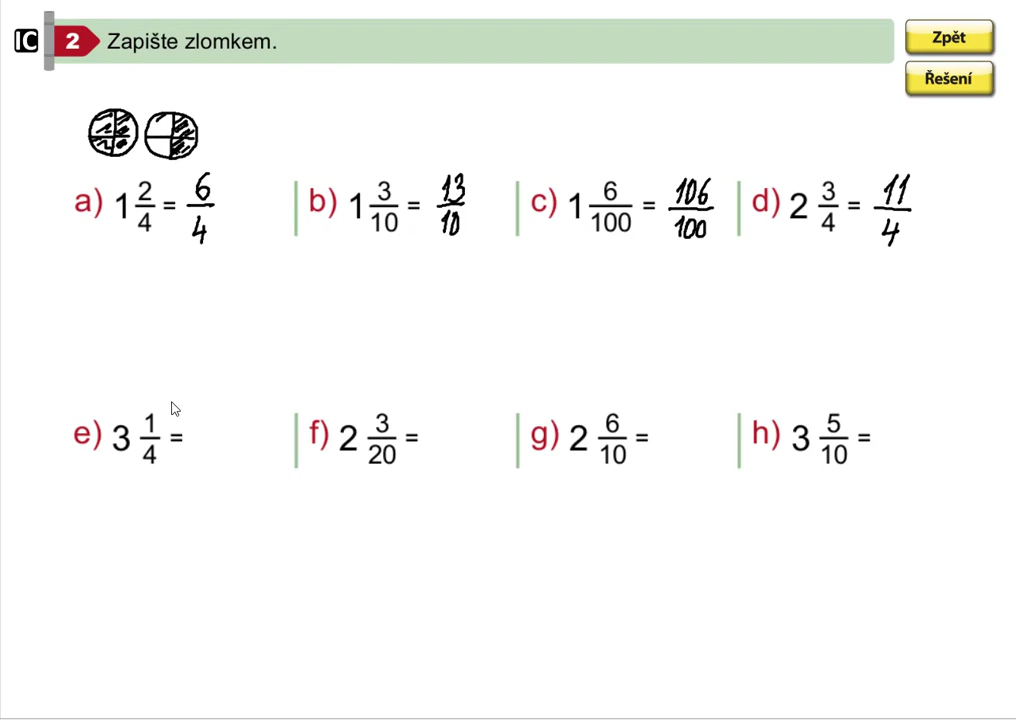 IC 2 Zapište zlomkem.
Zpět
Řešení
a) 1 2/4 = 6/4
b) 1 3/10 = 13/10
c) 1 6/100 = 106/100
d) 2 3/4 = 11/4
e) 3 1/4 =
f) 2 3/20 =
g) 2 6/10 =
h) 3 5/10 =